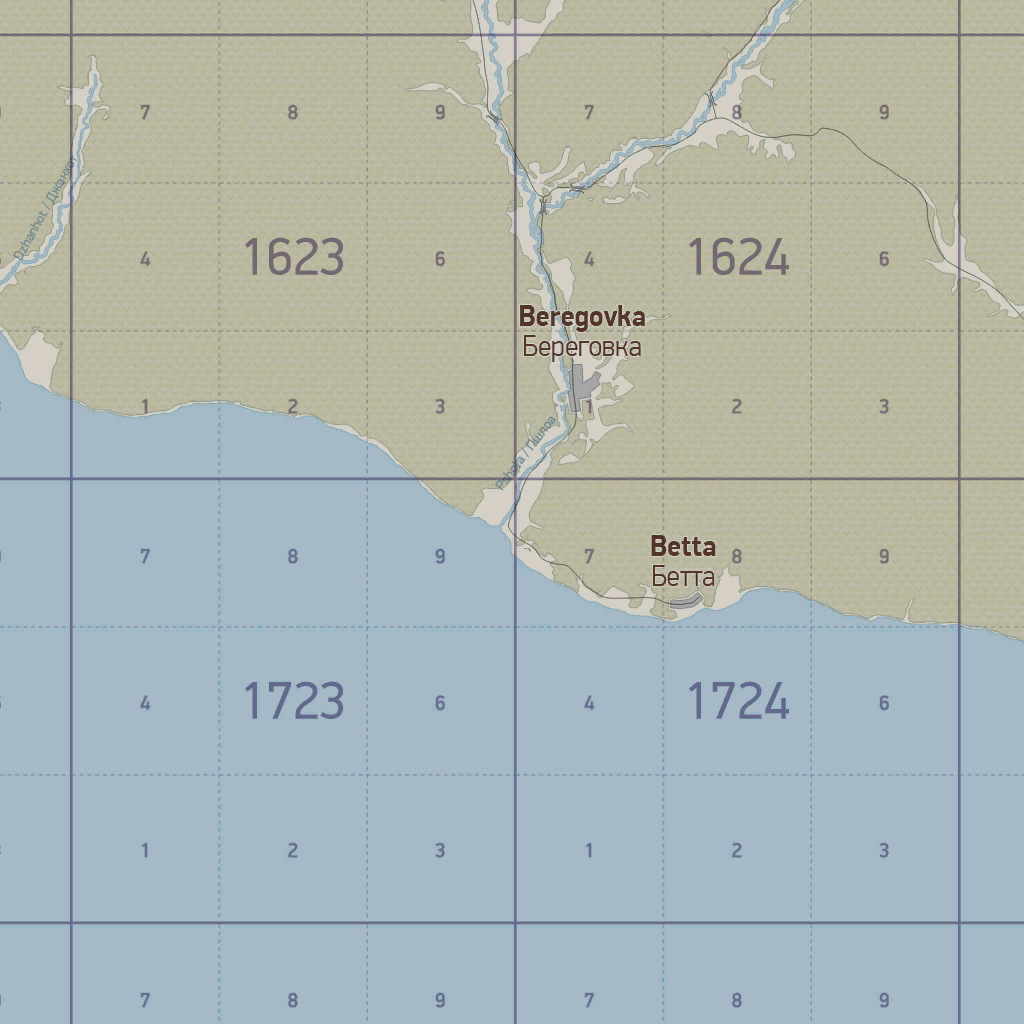 7 8 9 7 8 9
Dzhanhot / Джанхот
4 1623 6 4 1624 6
Beregovka
Береговка
1 2 3 1 2 3
Pshada / Пшада
7 8 9 7 8 9
Betta
Бетта
4 1723 6 4 1724 6
1 2 3 1 2 3
7 8 9 7 8 9